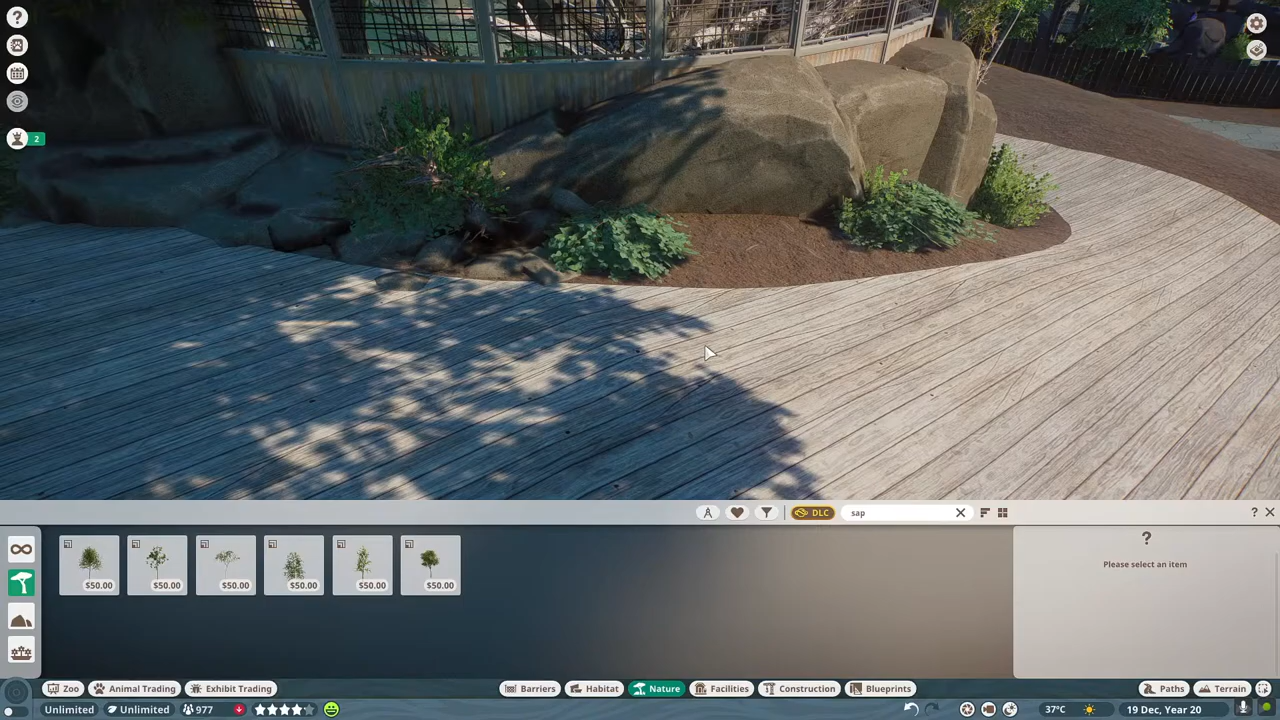 ?
2
DLC
sap
?
$50.00
$50.00
$50.00
$50.00
$50.00
$50.00
?
Please select an item
Zoo
Animal Trading
Exhibit Trading
Barriers
Habitat
Nature
Facilities
Construction
Blueprints
Paths
Terrain
Unlimited
Unlimited
977
37°C
19 Dec, Year 20